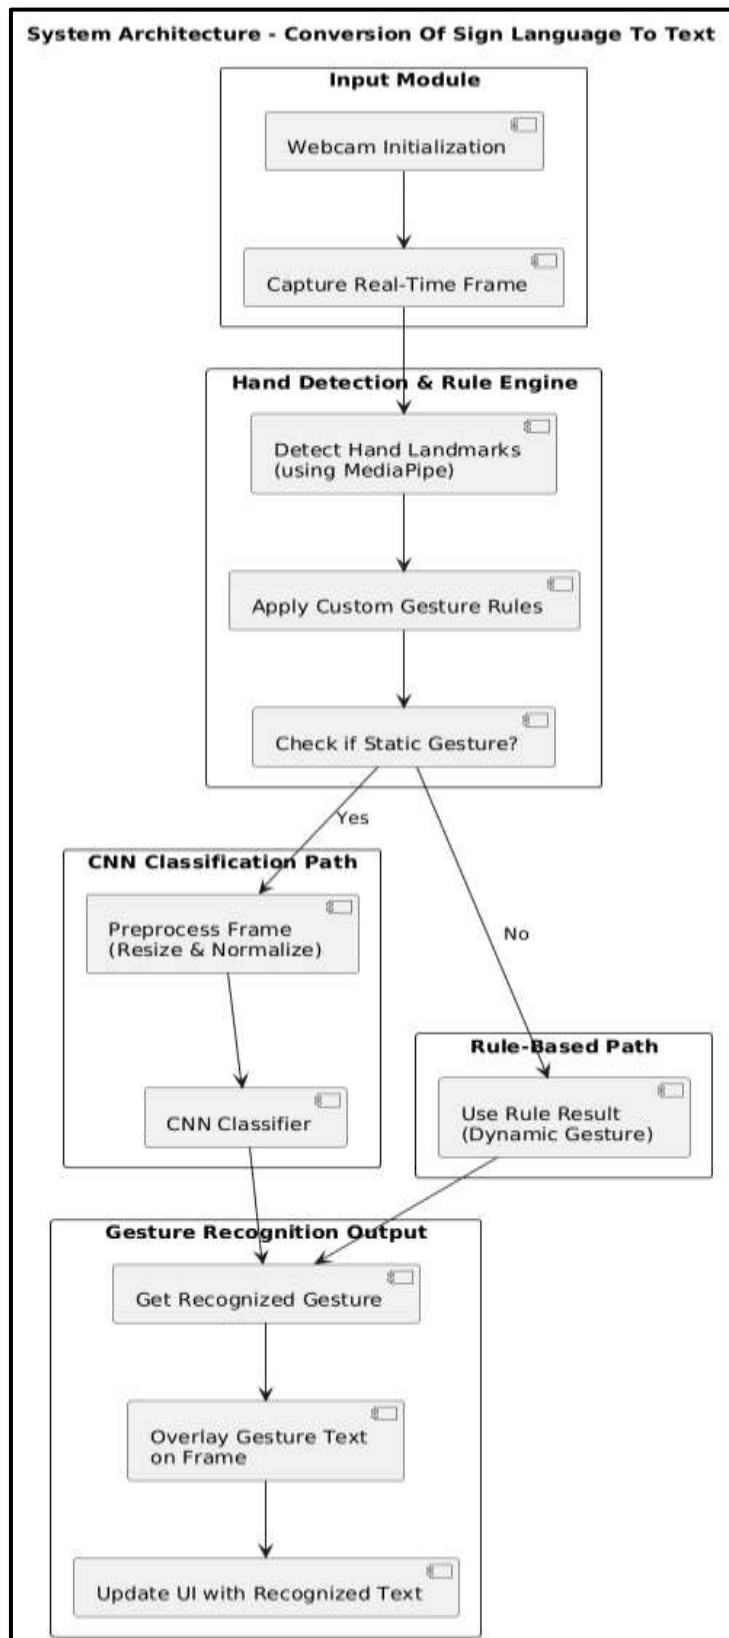 System Architecture - Conversion Of Sign Language To Text
Input Module
Webcam Initialization
Capture Real-Time Frame
Hand Detection & Rule Engine
Detect Hand Landmarks
(using MediaPipe)
Apply Custom Gesture Rules
Check if Static Gesture?
Yes
No
CNN Classification Path
Preprocess Frame
(Resize & Normalize)
CNN Classifier
Rule-Based Path
Use Rule Result
(Dynamic Gesture)
Gesture Recognition Output
Get Recognized Gesture
Overlay Gesture Text
on Frame
Update UI with Recognized Text